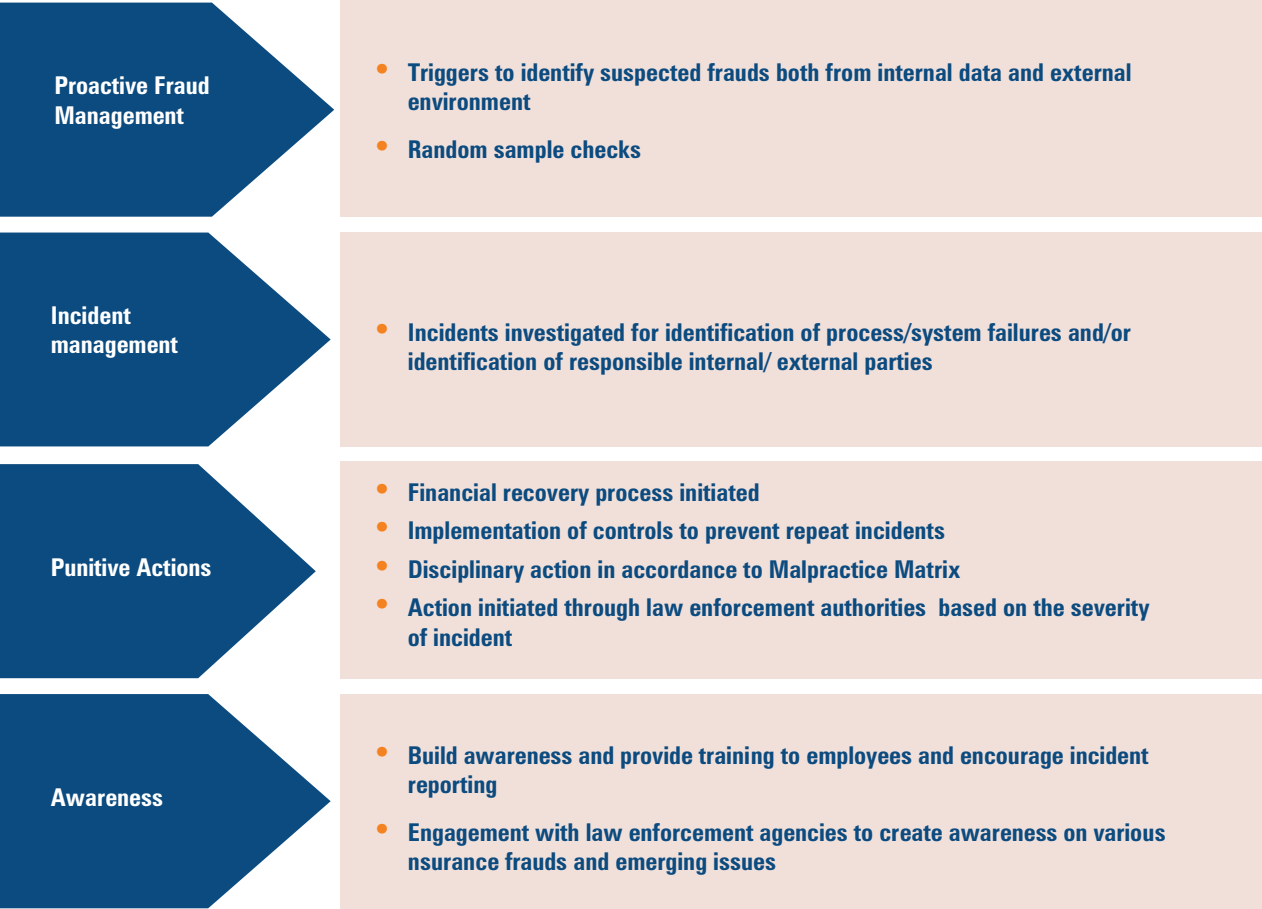 Proactive Fraud
Management
• Triggers to identify suspected frauds both from internal data and external
environment
• Random sample checks
Incident
management
• Incidents investigated for identification of process/system failures and/or
identification of responsible internal/ external parties
Punitive Actions
• Financial recovery process initiated
• Implementation of controls to prevent repeat incidents
• Disciplinary action in accordance to Malpractice Matrix
• Action initiated through law enforcement authorities  based on the severity
of incident
Awareness
• Build awareness and provide training to employees and encourage incident
reporting
• Engagement with law enforcement agencies to create awareness on various
nsurance frauds and emerging issues